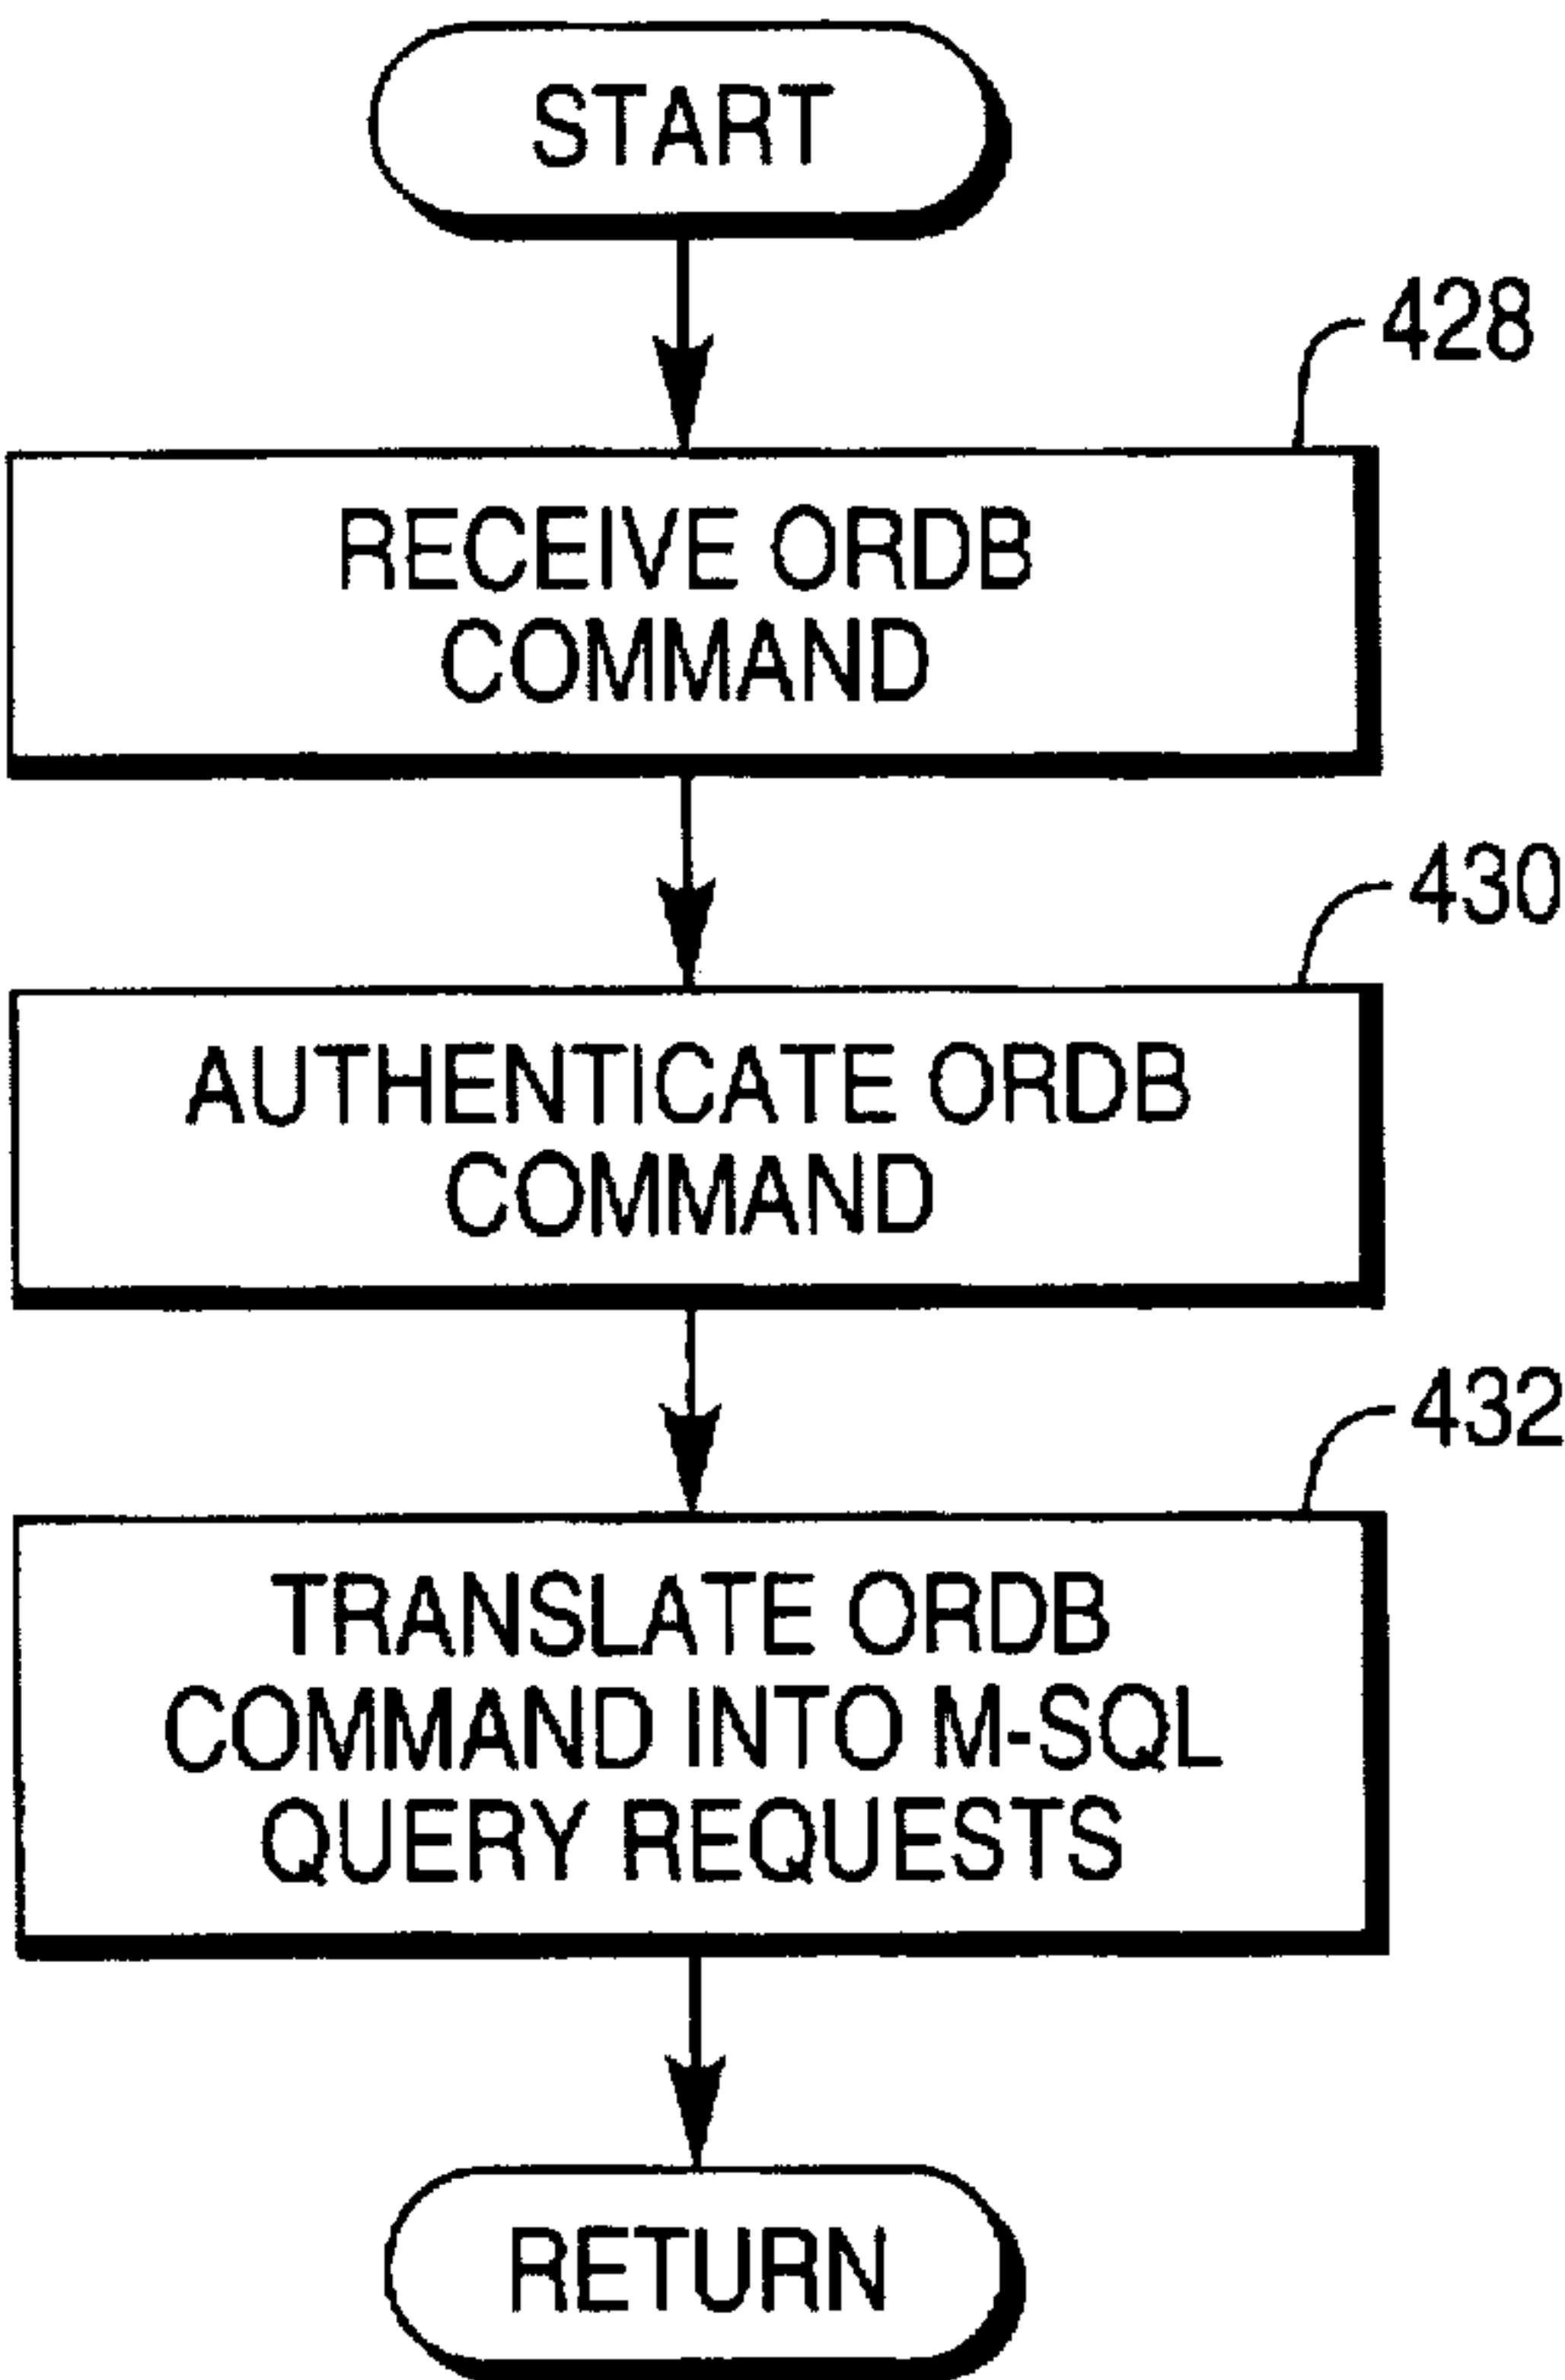 START
428
RECEIVE ORDB
COMMAND
430
AUTHENTICATE ORDB
COMMAND
432
TRANSLATE ORDB
COMMAND INTO M-SQL
QUERY REQUESTS
RETURN